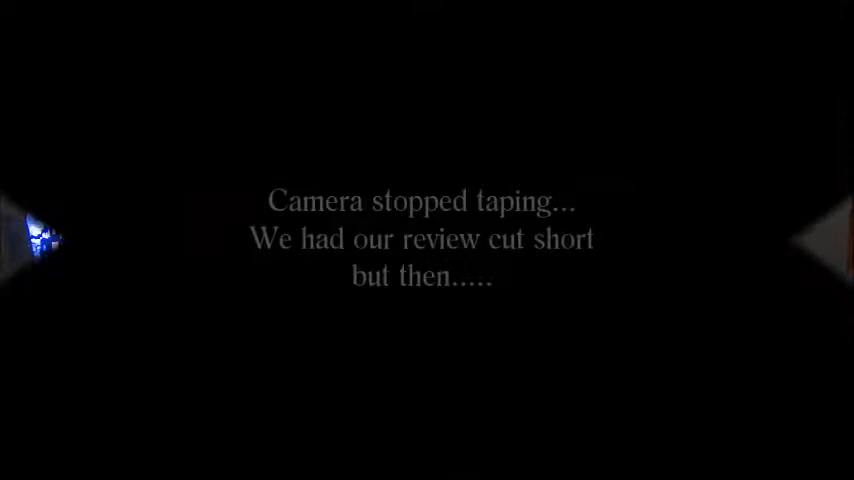 Camera stopped taping...
We had our review cut short
but then.....